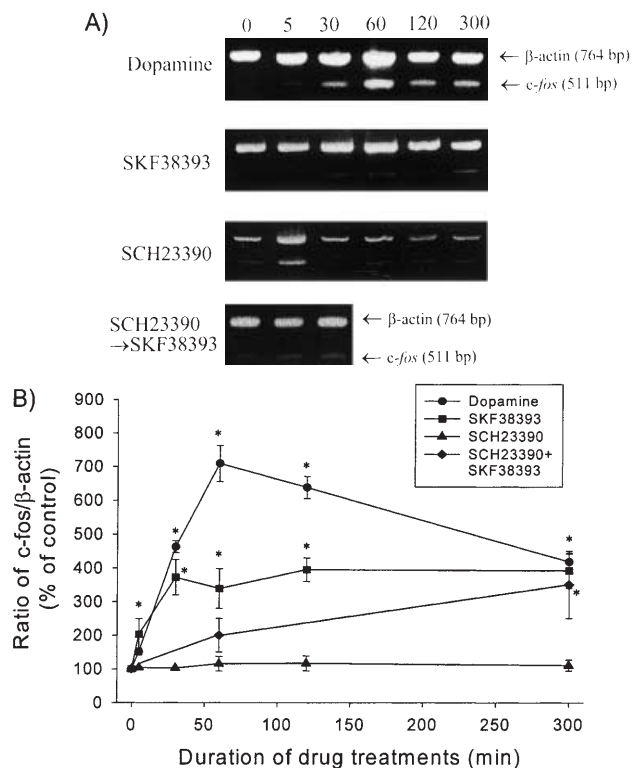 A)
0 5 30 60 120 300
Dopamine
← β-actin (764 bp)
← c-fos (511 bp)
SKF38393
SCH23390
SCH23390
→SKF38393
← β-actin (764 bp)
← c-fos (511 bp)
B)
Ratio of c-fos/β-actin
(% of control)
900
800
700
600
500
400
300
200
100
0
Dopamine
SKF38393
SCH23390
SCH23390+
SKF38393
* * * * * * * * *
0 50 100 150 200 250 300
Duration of drug treatments (min)